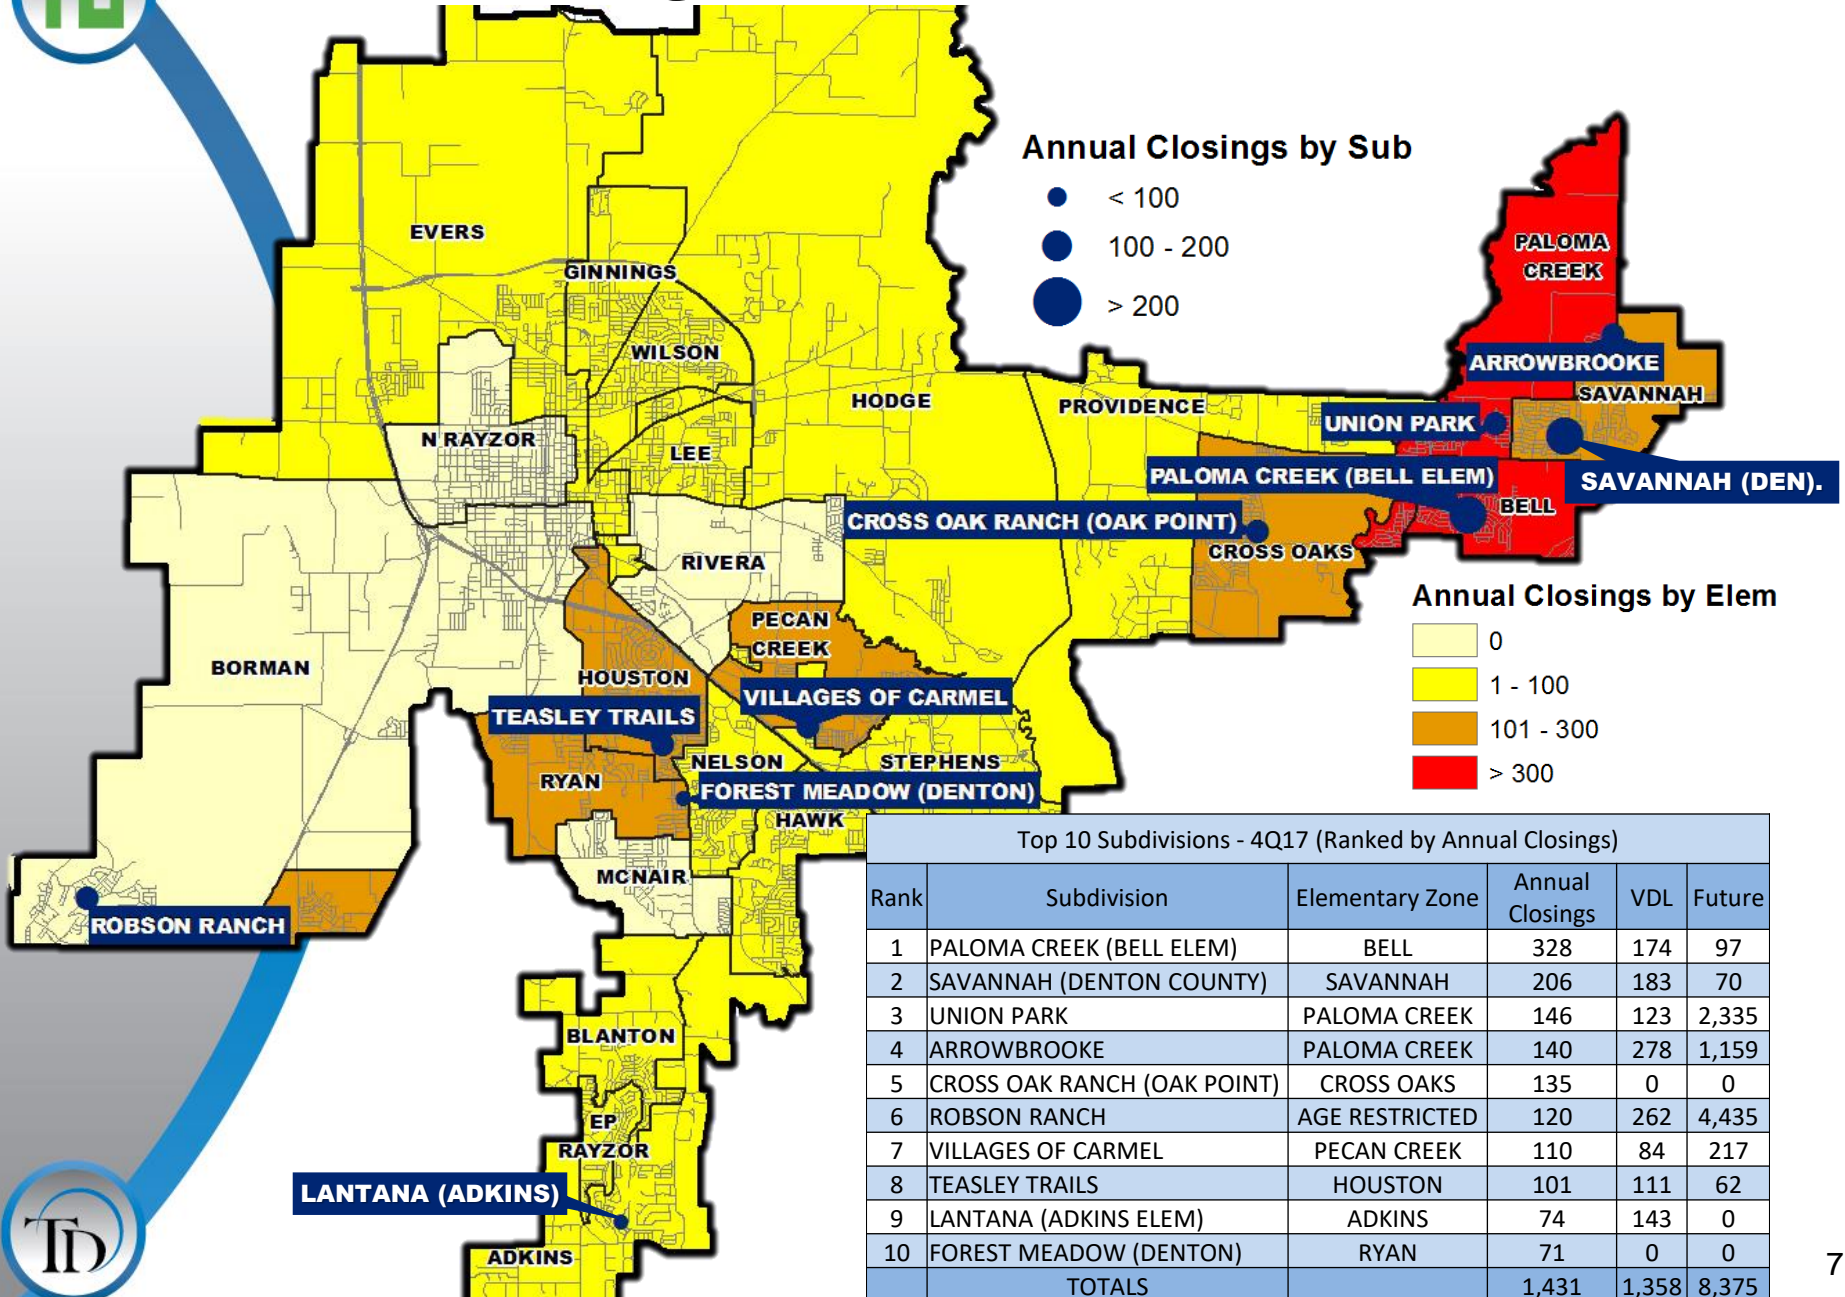 Annual Closings by Sub
< 100
100 - 200
> 200
EVERS
GINNINGS
WILSON
N RAYZOR
LEE
HODGE
PROVIDENCE
PALOMA
CREEK
ARROWBROOKE
SAVANNAH
UNION PARK
PALOMA CREEK (BELL ELEM)
SAVANNAH (DEN).
BELL
CROSS OAK RANCH (OAK POINT)
CROSS OAKS
RIVERA
PECAN
CREEK
BORMAN
HOUSTON
VILLAGES OF CARMEL
TEASLEY TRAILS
NELSON
STEPHENS
RYAN
FOREST MEADOW (DENTON)
HAWK
MCNAIR
ROBSON RANCH
BLANTON
EP
RAYZOR
LANTANA (ADKINS)
ADKINS
Annual Closings by Elem
0
1 - 100
101 - 300
> 300
Top 10 Subdivisions - 4Q17 (Ranked by Annual Closings)
Rank Subdivision Elementary Zone Annual Closings VDL Future
1 PALOMA CREEK (BELL ELEM) BELL 328 174 97
2 SAVANNAH (DENTON COUNTY) SAVANNAH 206 183 70
3 UNION PARK PALOMA CREEK 146 123 2,335
4 ARROWBROOKE PALOMA CREEK 140 278 1,159
5 CROSS OAK RANCH (OAK POINT) CROSS OAKS 135 0 0
6 ROBSON RANCH AGE RESTRICTED 120 262 4,435
7 VILLAGES OF CARMEL PECAN CREEK 110 84 217
8 TEASLEY TRAILS HOUSTON 101 111 62
9 LANTANA (ADKINS ELEM) ADKINS 74 143 0
10 FOREST MEADOW (DENTON) RYAN 71 0 0
TOTALS 1,431 1,358 8,375
7
TD